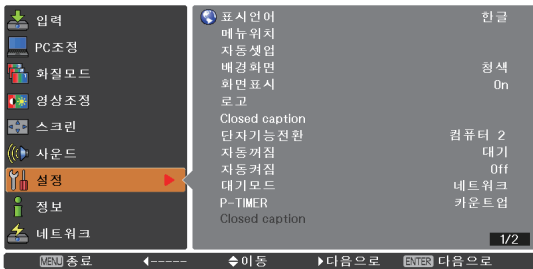 입력
PC조정
화질모드
영상조정
스크린
사운드
설정
정보
네트워크
표시언어 한글
메뉴위치
자동셋업
배경화면 청색
화면표시 On
로고
Closed caption
단자기능전환 컴퓨터 2
자동꺼짐 대기
자동켜짐 Off
대기모드 네트워크
P-TIMER 카운트업
Closed caption
1/2
MENU 종료 ◀----- ◆이동 ▶다음으로 ENTER 다음으로